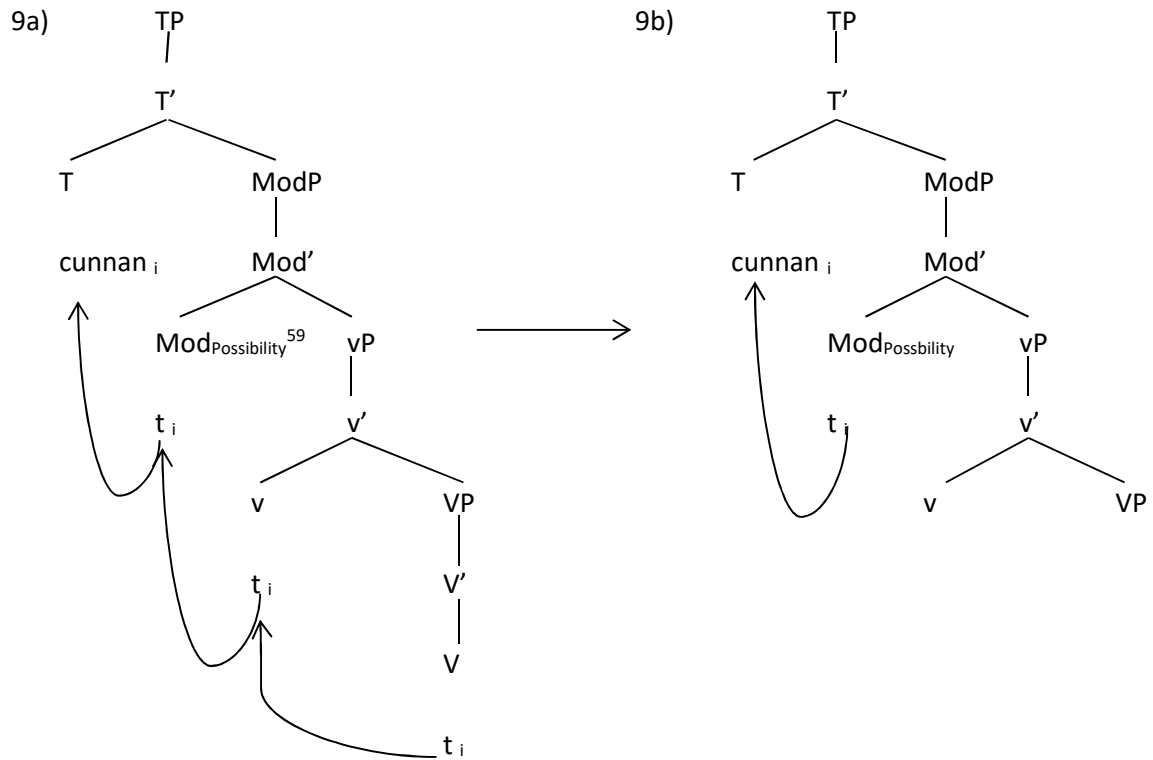 9a) TP 9b) TP
T’ T’
T ModP T ModP
cunnan i Mod’ cunnan i Mod’
ModPossibility59 vP ModPossbility vP
t i v’ t i v’
v VP v VP
t i V’
V
t i